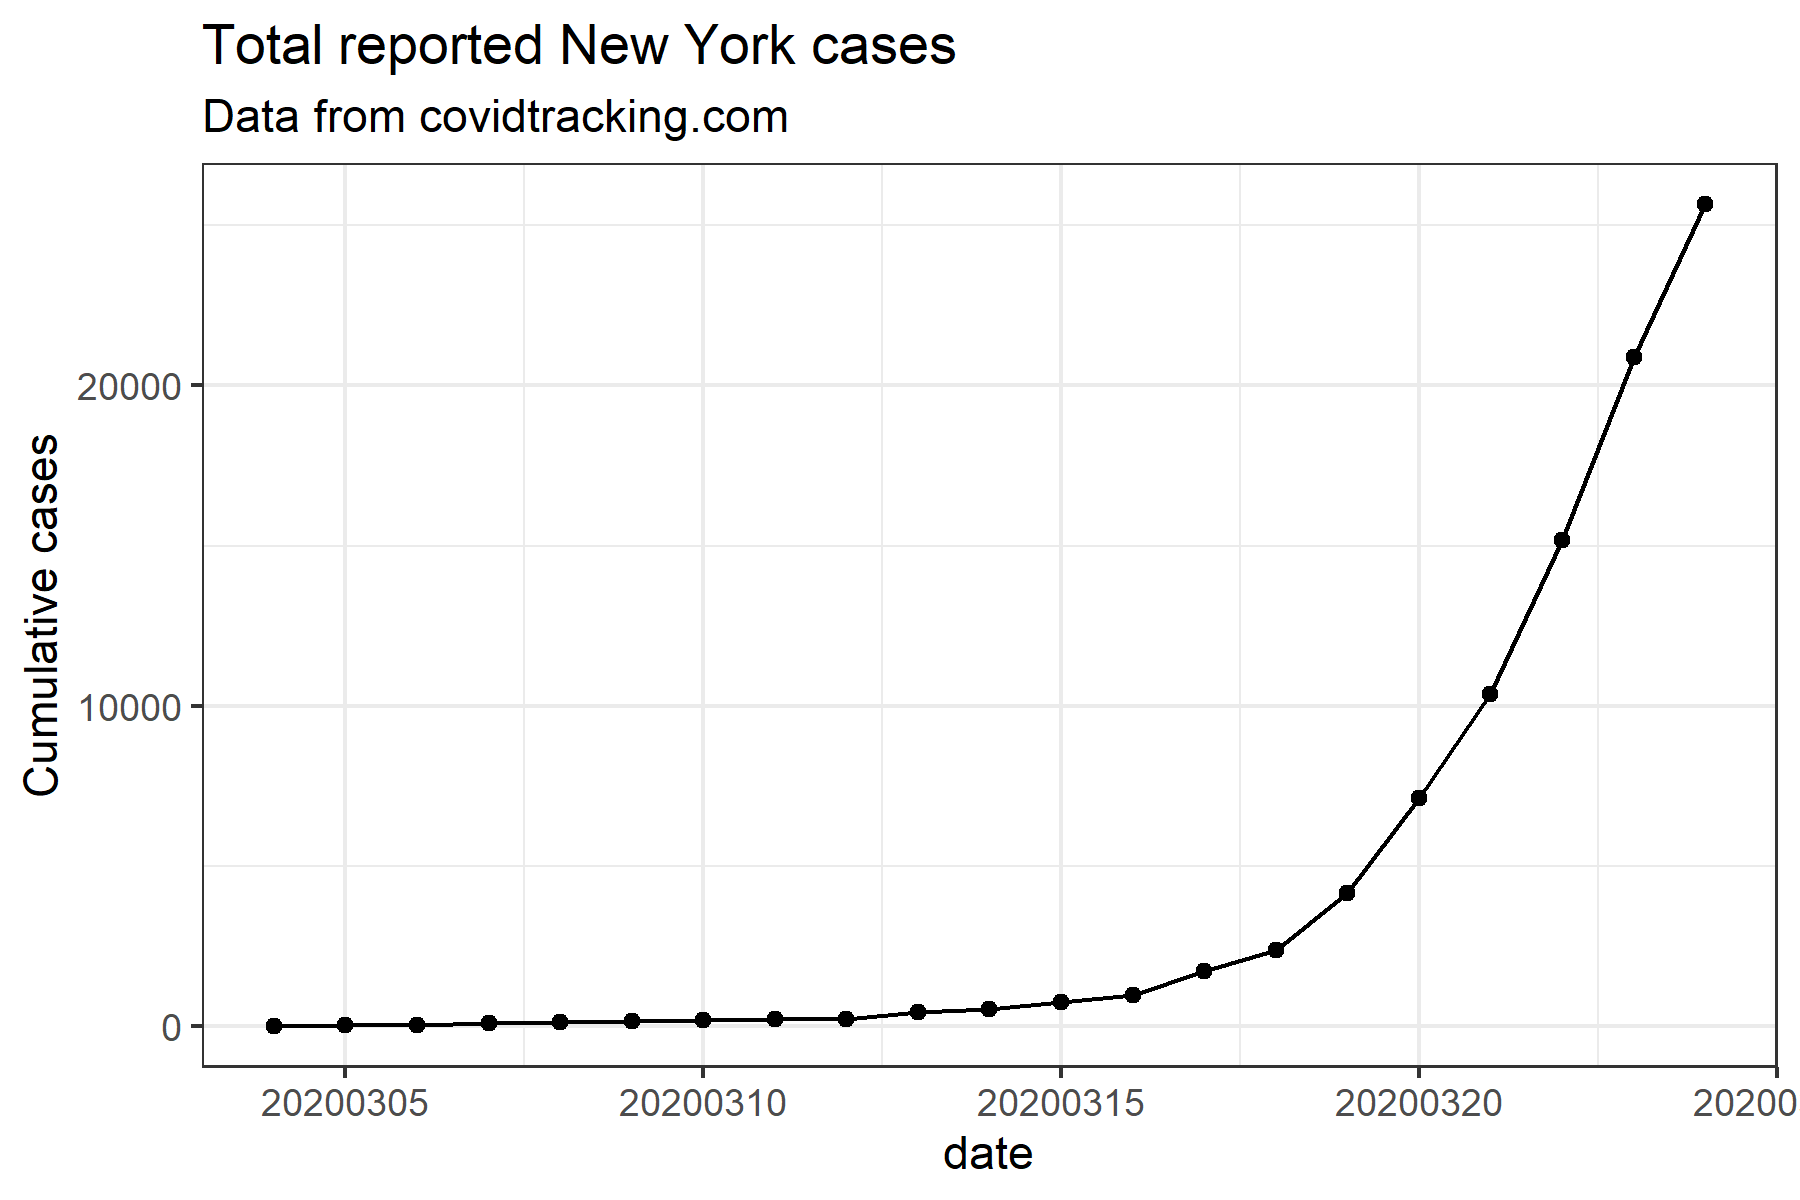 Total reported New York cases
Data from covidtracking.com
Cumulative cases
20000
10000
0
20200305 20200310 20200315 20200320 20200
date